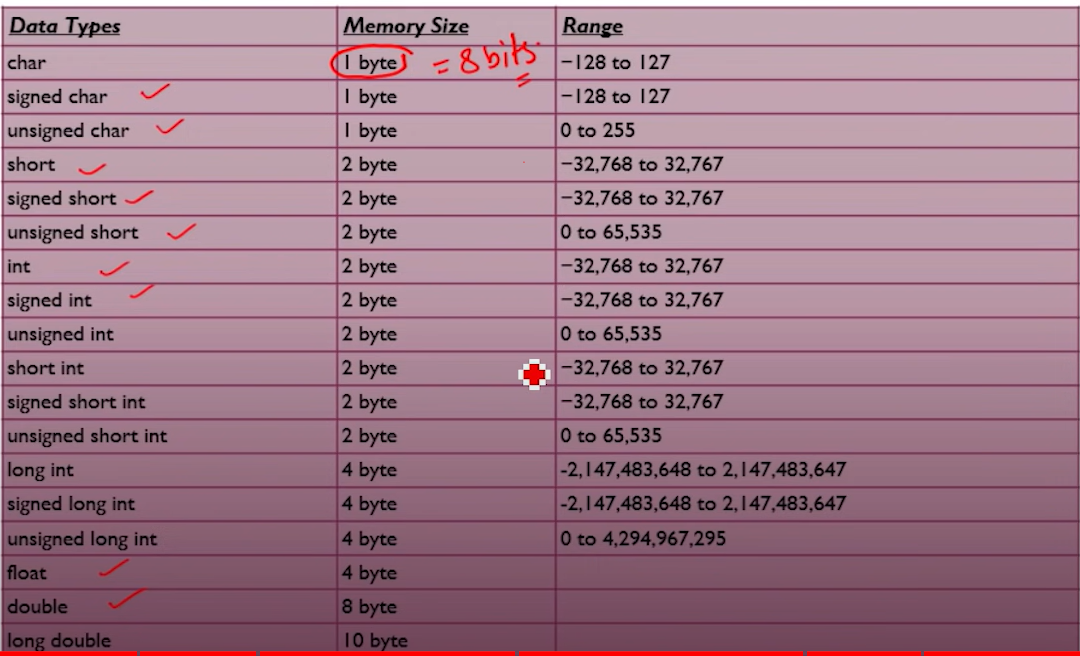 Data Types Memory Size Range
char 1 byte = 8 bits. −128 to 127
signed char 1 byte −128 to 127
unsigned char 1 byte 0 to 255
short 2 byte −32,768 to 32,767
signed short 2 byte −32,768 to 32,767
unsigned short 2 byte 0 to 65,535
int 2 byte −32,768 to 32,767
signed int 2 byte −32,768 to 32,767
unsigned int 2 byte 0 to 65,535
short int 2 byte −32,768 to 32,767
signed short int 2 byte −32,768 to 32,767
unsigned short int 2 byte 0 to 65,535
long int 4 byte -2,147,483,648 to 2,147,483,647
signed long int 4 byte -2,147,483,648 to 2,147,483,647
unsigned long int 4 byte 0 to 4,294,967,295
float 4 byte
double 8 byte
long double 10 byte